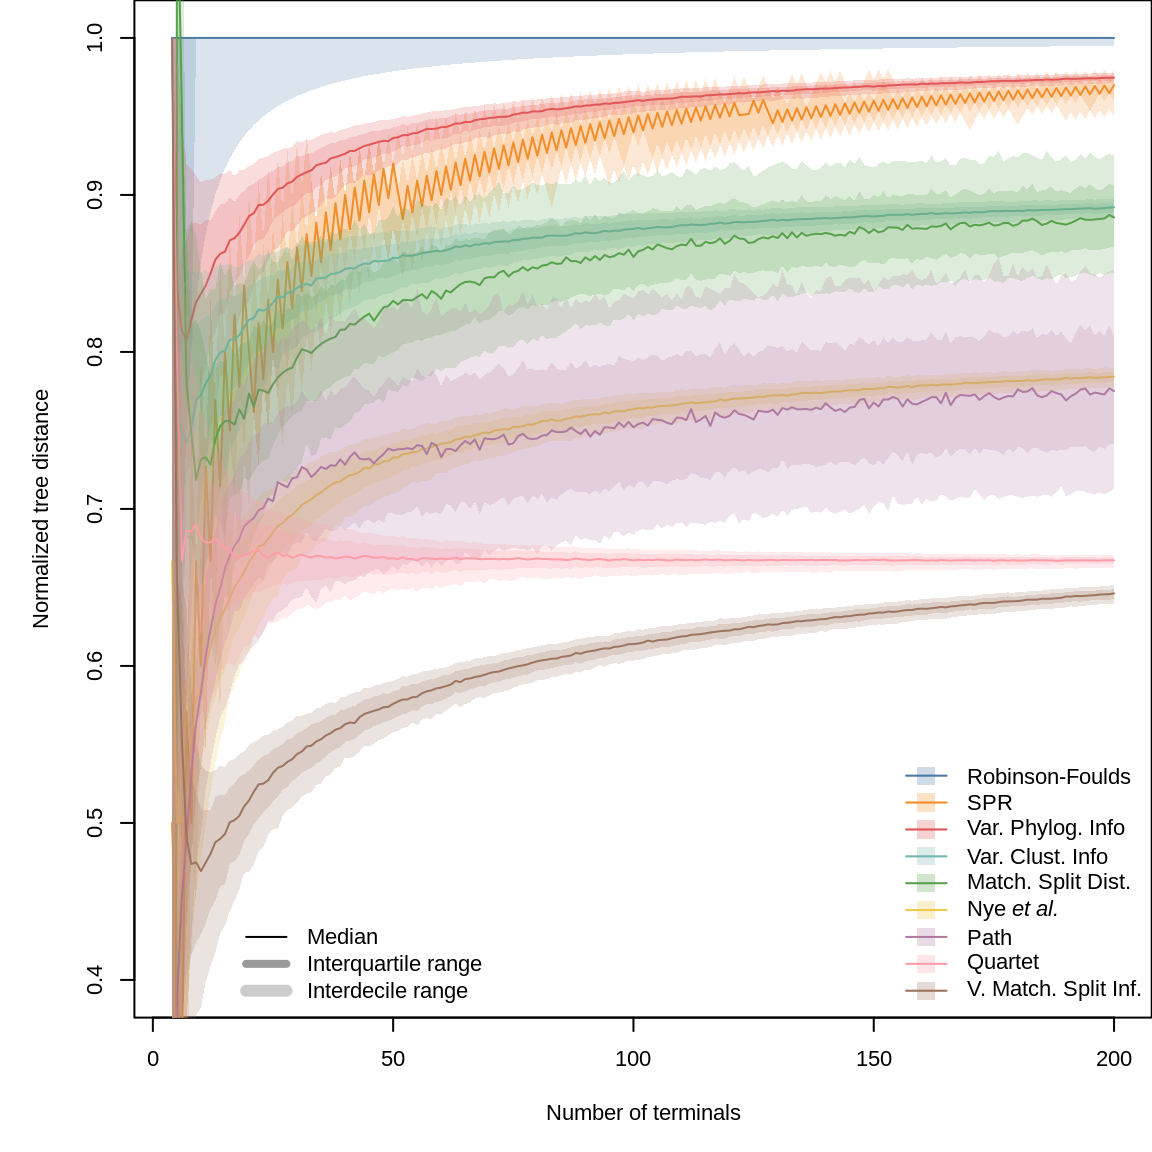 1.0
0.9
0.8
0.7
0.6
0.5
0.4
Normalized tree distance
Robinson-Foulds
SPR
Var. Phylog. Info
Var. Clust. Info
Match. Split Dist.
Nye et al.
Path
Quartet
V. Match. Split Inf.
Median
Interquartile range
Interdecile range
0
50
100
150
200
Number of terminals